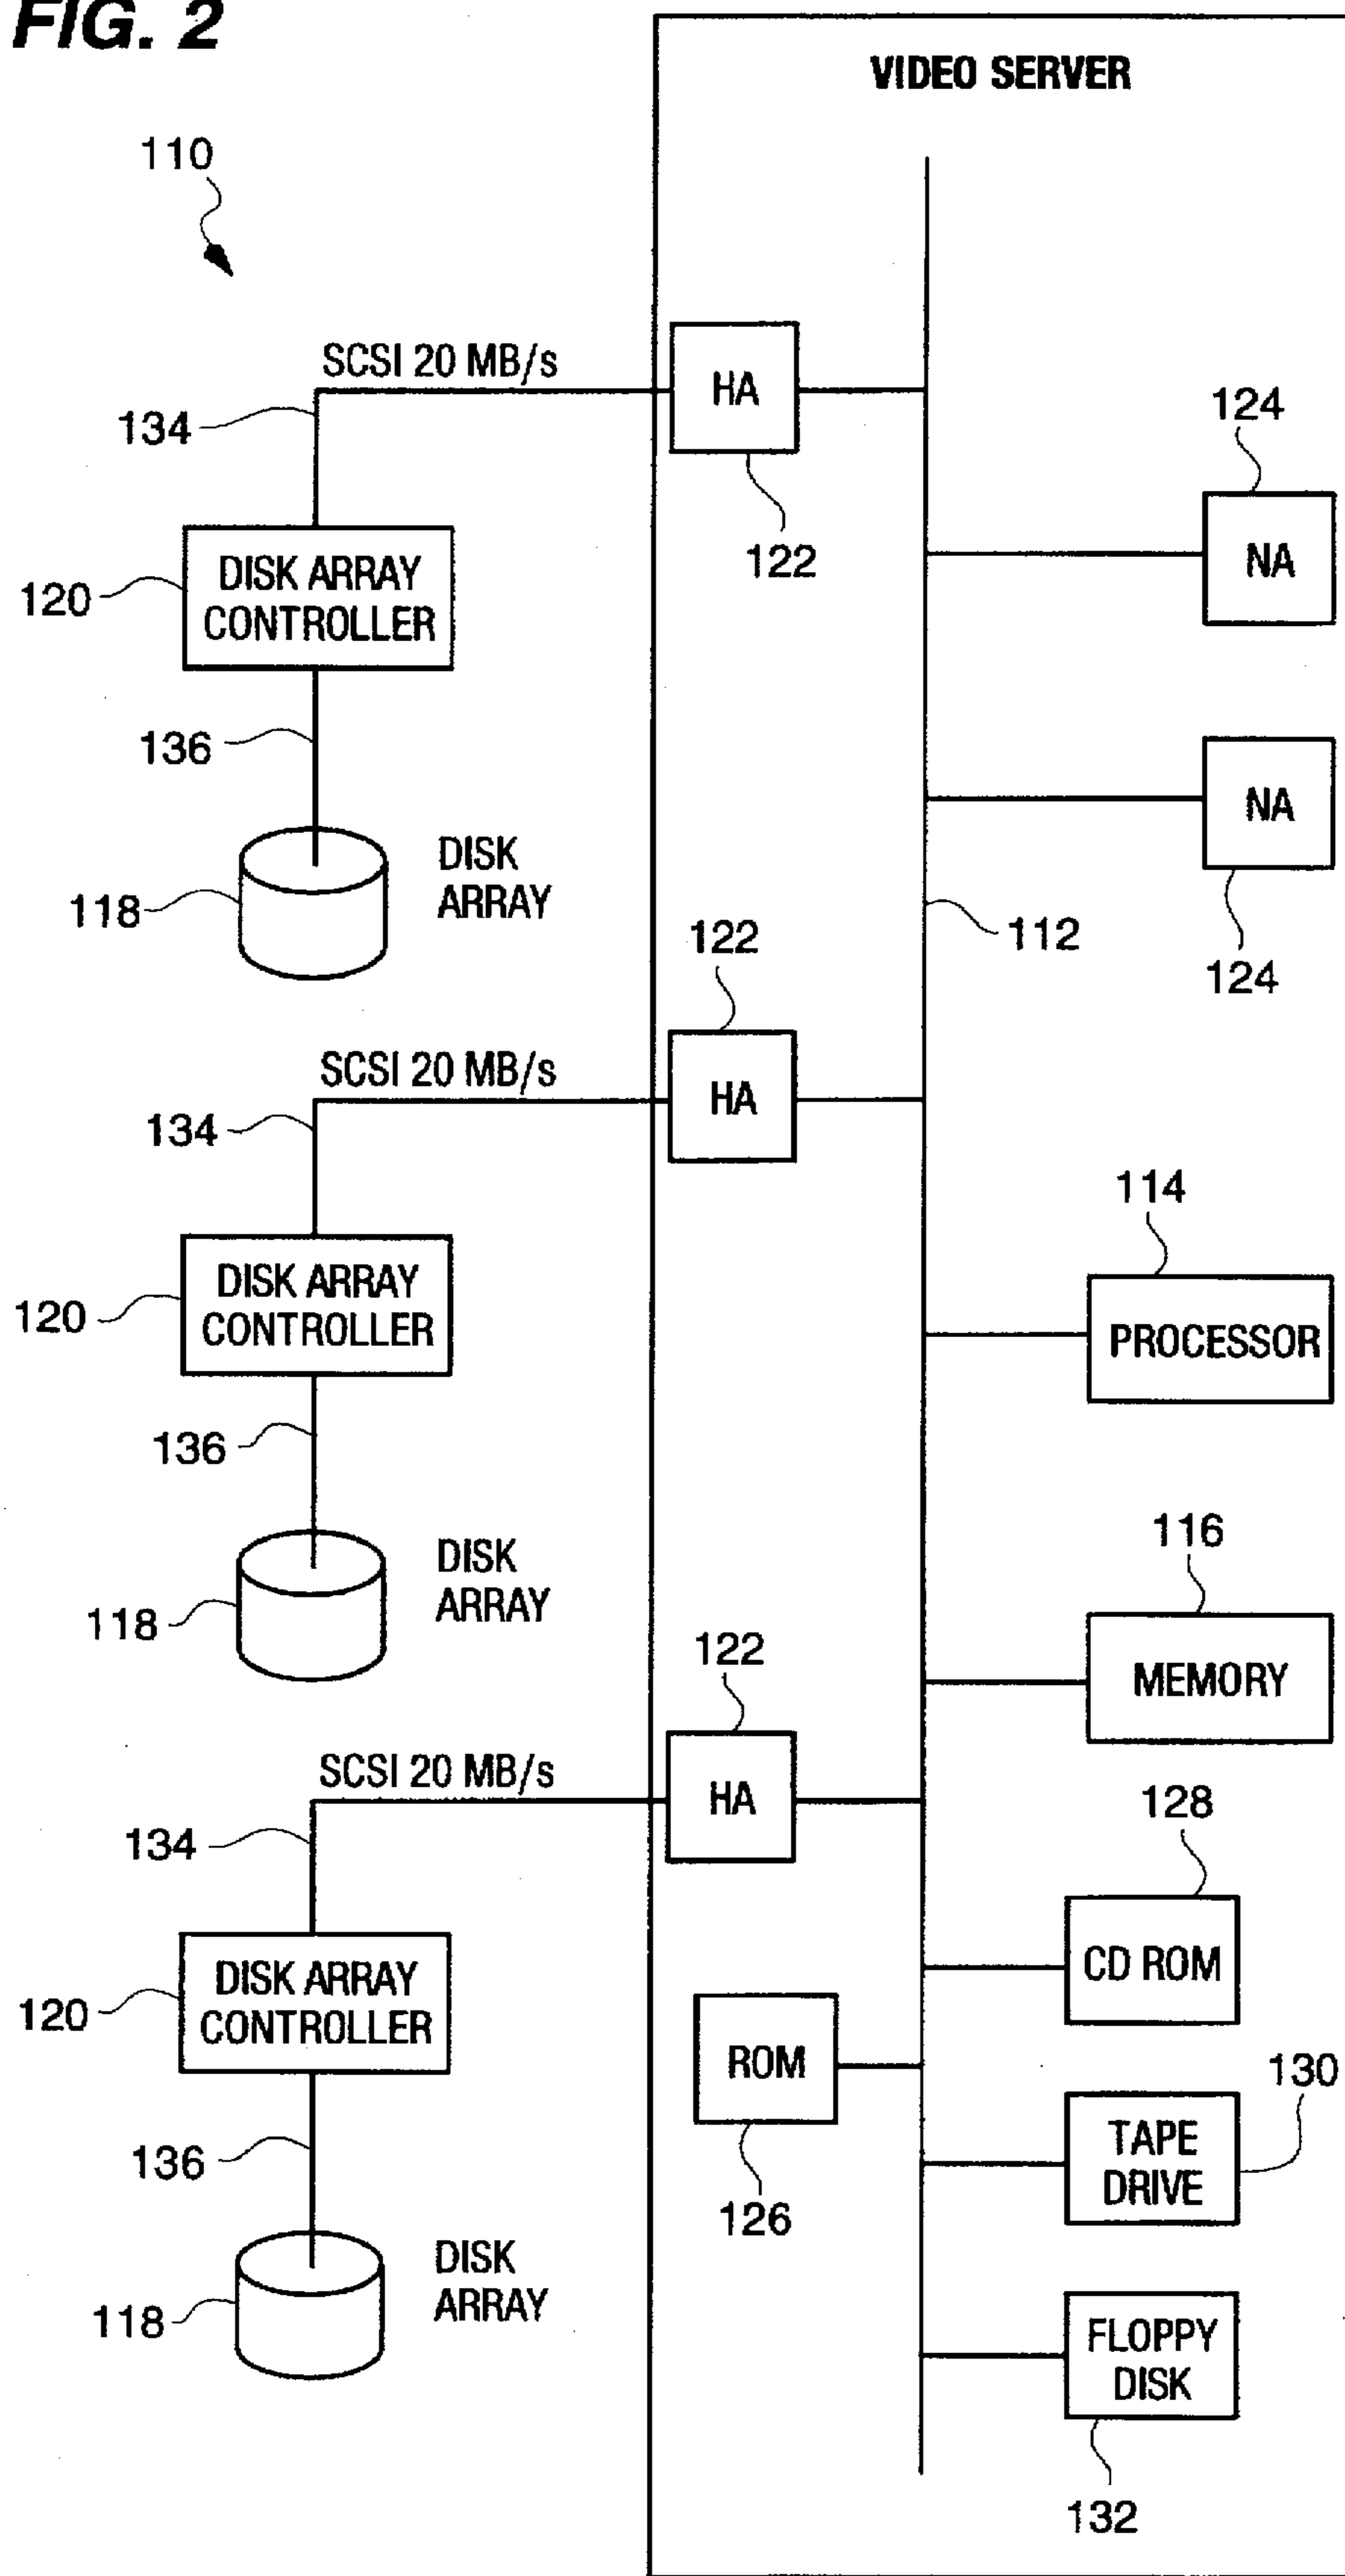 FIG. 2
VIDEO SERVER
110
SCSI 20 MB/s
HA
134
122
124
NA
DISK ARRAY
CONTROLLER
120
136
NA
124
DISK
ARRAY
118
112
122
SCSI 20 MB/s
HA
134
114
PROCESSOR
DISK ARRAY
CONTROLLER
120
136
116
MEMORY
DISK
ARRAY
118
122
SCSI 20 MB/s
HA
134
128
CD ROM
DISK ARRAY
CONTROLLER
120
ROM
126
130
TAPE
DRIVE
136
DISK
ARRAY
118
FLOPPY
DISK
132